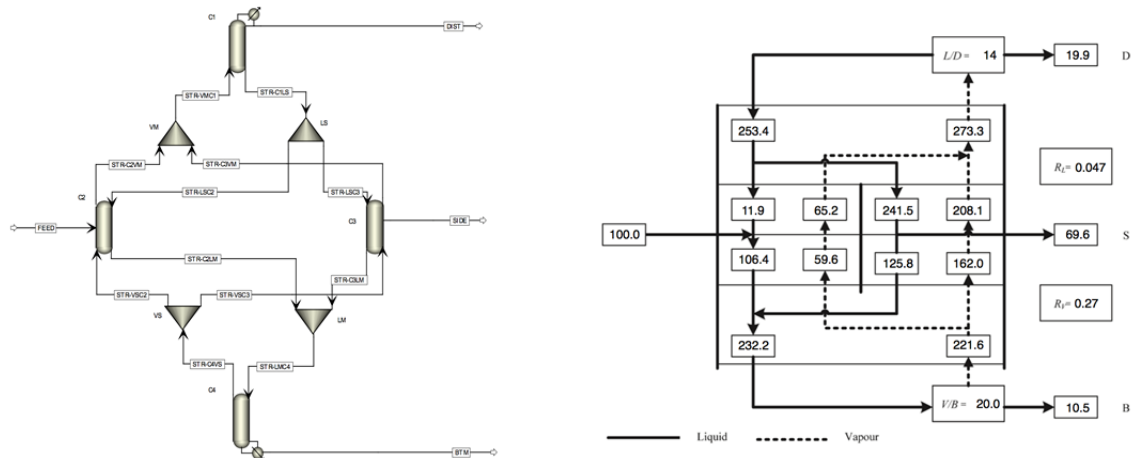 C1
DIST
STR-VMC1
STR-C1LS
VM
LS
STR-C2VM
STR-C3VM
STR-LSC2
STR-LSC3
C3
FEED
SIDE
STR-C2LM
STR-C3LM
STR-VSC2
STR-VSC3
VS
LM
STR-C4VS
STR-LMC4
C4
BTM
L/D = 14
19.9 D
253.4 273.3
R_L = 0.047
11.9 65.2 241.5 208.1
100.0
69.6 S
106.4 59.6 125.8 162.0
R_V = 0.27
232.2 221.6
V/B = 20.0
10.5 B
Liquid Vapour